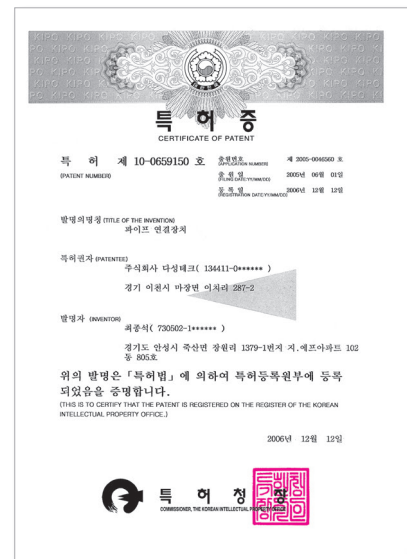 특 허 증
CERTIFICATE OF PATENT
특 허 제 10-0659150 호
(PATENT NUMBER)
출원번호 제 2005-0046560 호
(APPLICATION NUMBER)
출 원 일 2005년 06월 01일
(FILING DATE:YY/MM/DD)
등 록 일 2006년 12월 12일
(REGISTRATION DATE:YY/MM/DD)
발명의명칭 (TITLE OF THE INVENTION)
파이프 연결장치
특허권자 (PATENTEE)
주식회사 다성테크( 134411-0****** )
경기 이천시 마장면 이치리 287-2
발명자 (INVENTOR)
최종석( 730502-1****** )
경기도 안성시 죽산면 장원리 1379-1번지 지.에프아파트 102
동 805호
위의 발명은 「특허법」에 의하여 특허등록원부에 등록
되었음을 증명합니다.
(THIS IS TO CERTIFY THAT THE PATENT IS REGISTERED ON THE REGISTER OF THE KOREAN
INTELLECTUAL PROPERTY OFFICE.)
2006년 12월 12일
특 허 청 장
COMMISSIONER, THE KOREAN INTELLECTUAL PROPERTY OFFICE